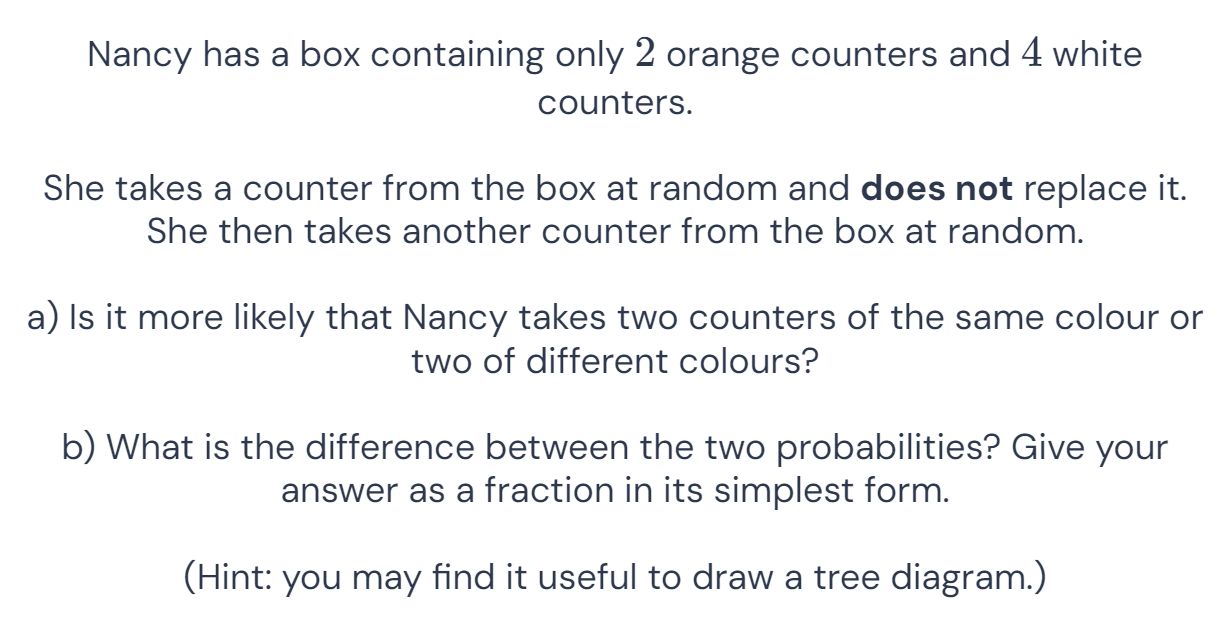 Nancy has a box containing only 2 orange counters and 4 white
counters.
She takes a counter from the box at random and does not replace it.
She then takes another counter from the box at random.
a) Is it more likely that Nancy takes two counters of the same colour or
two of different colours?
b) What is the difference between the two probabilities? Give your
answer as a fraction in its simplest form.
(Hint: you may find it useful to draw a tree diagram.)